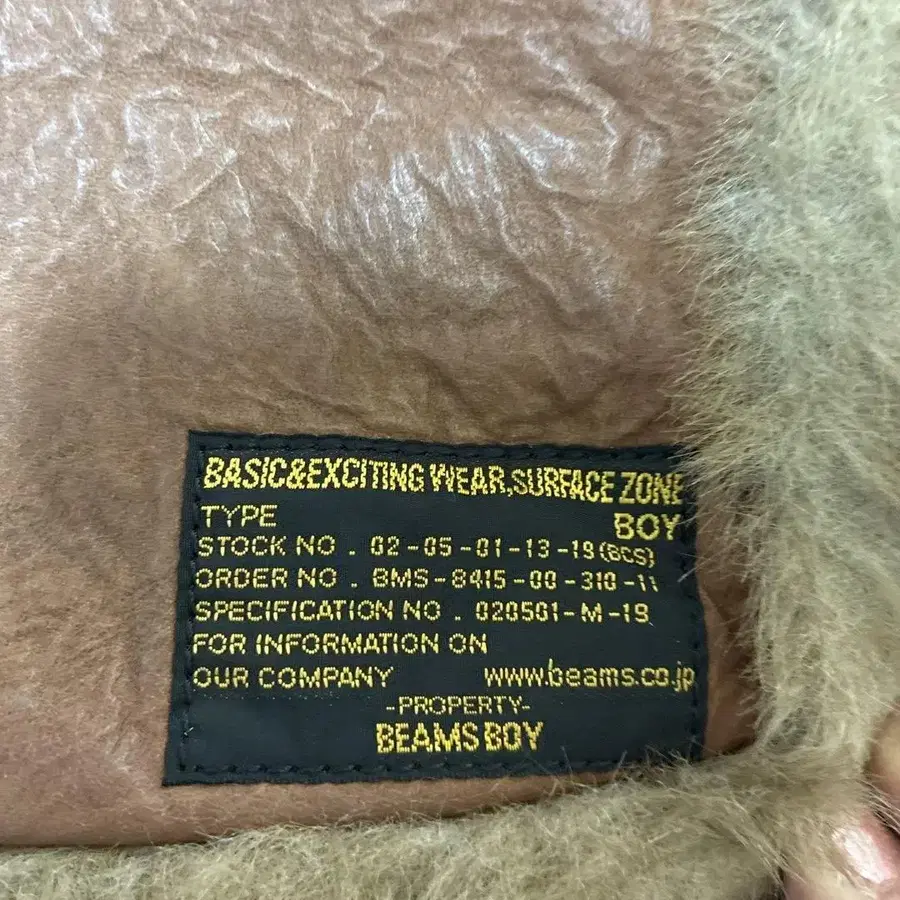 BASIC&EXCITING WEAR,SURFACE ZONE
TYPE BOY
STOCK NO . 02-05-01-13-19(BCS)
ORDER NO . BMS-8415-00-310-11
SPECIFICATION NO . 020501-M-19
FOR INFORMATION ON
OUR COMPANY www.beams.co.jp
-PROPERTY-
BEAMS BOY